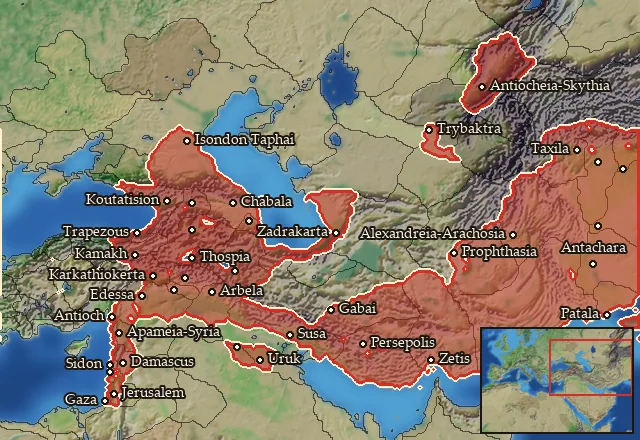 Antiocheia-Skythia
Trybaktra
Isondon Taphai
Taxila
Koutatision
Chabala
Trapezous
Zadrakarta
Alexandreia-Arachosia
Kamakh
Thospia
Prophthasia
Antachara
Karkathiokerta
Edessa
Arbela
Gabai
Antioch
Patala
Apameia-Syria
Susa
Persepolis
Sidon
Damascus
Uruk
Zetis
Gaza
Jerusalem